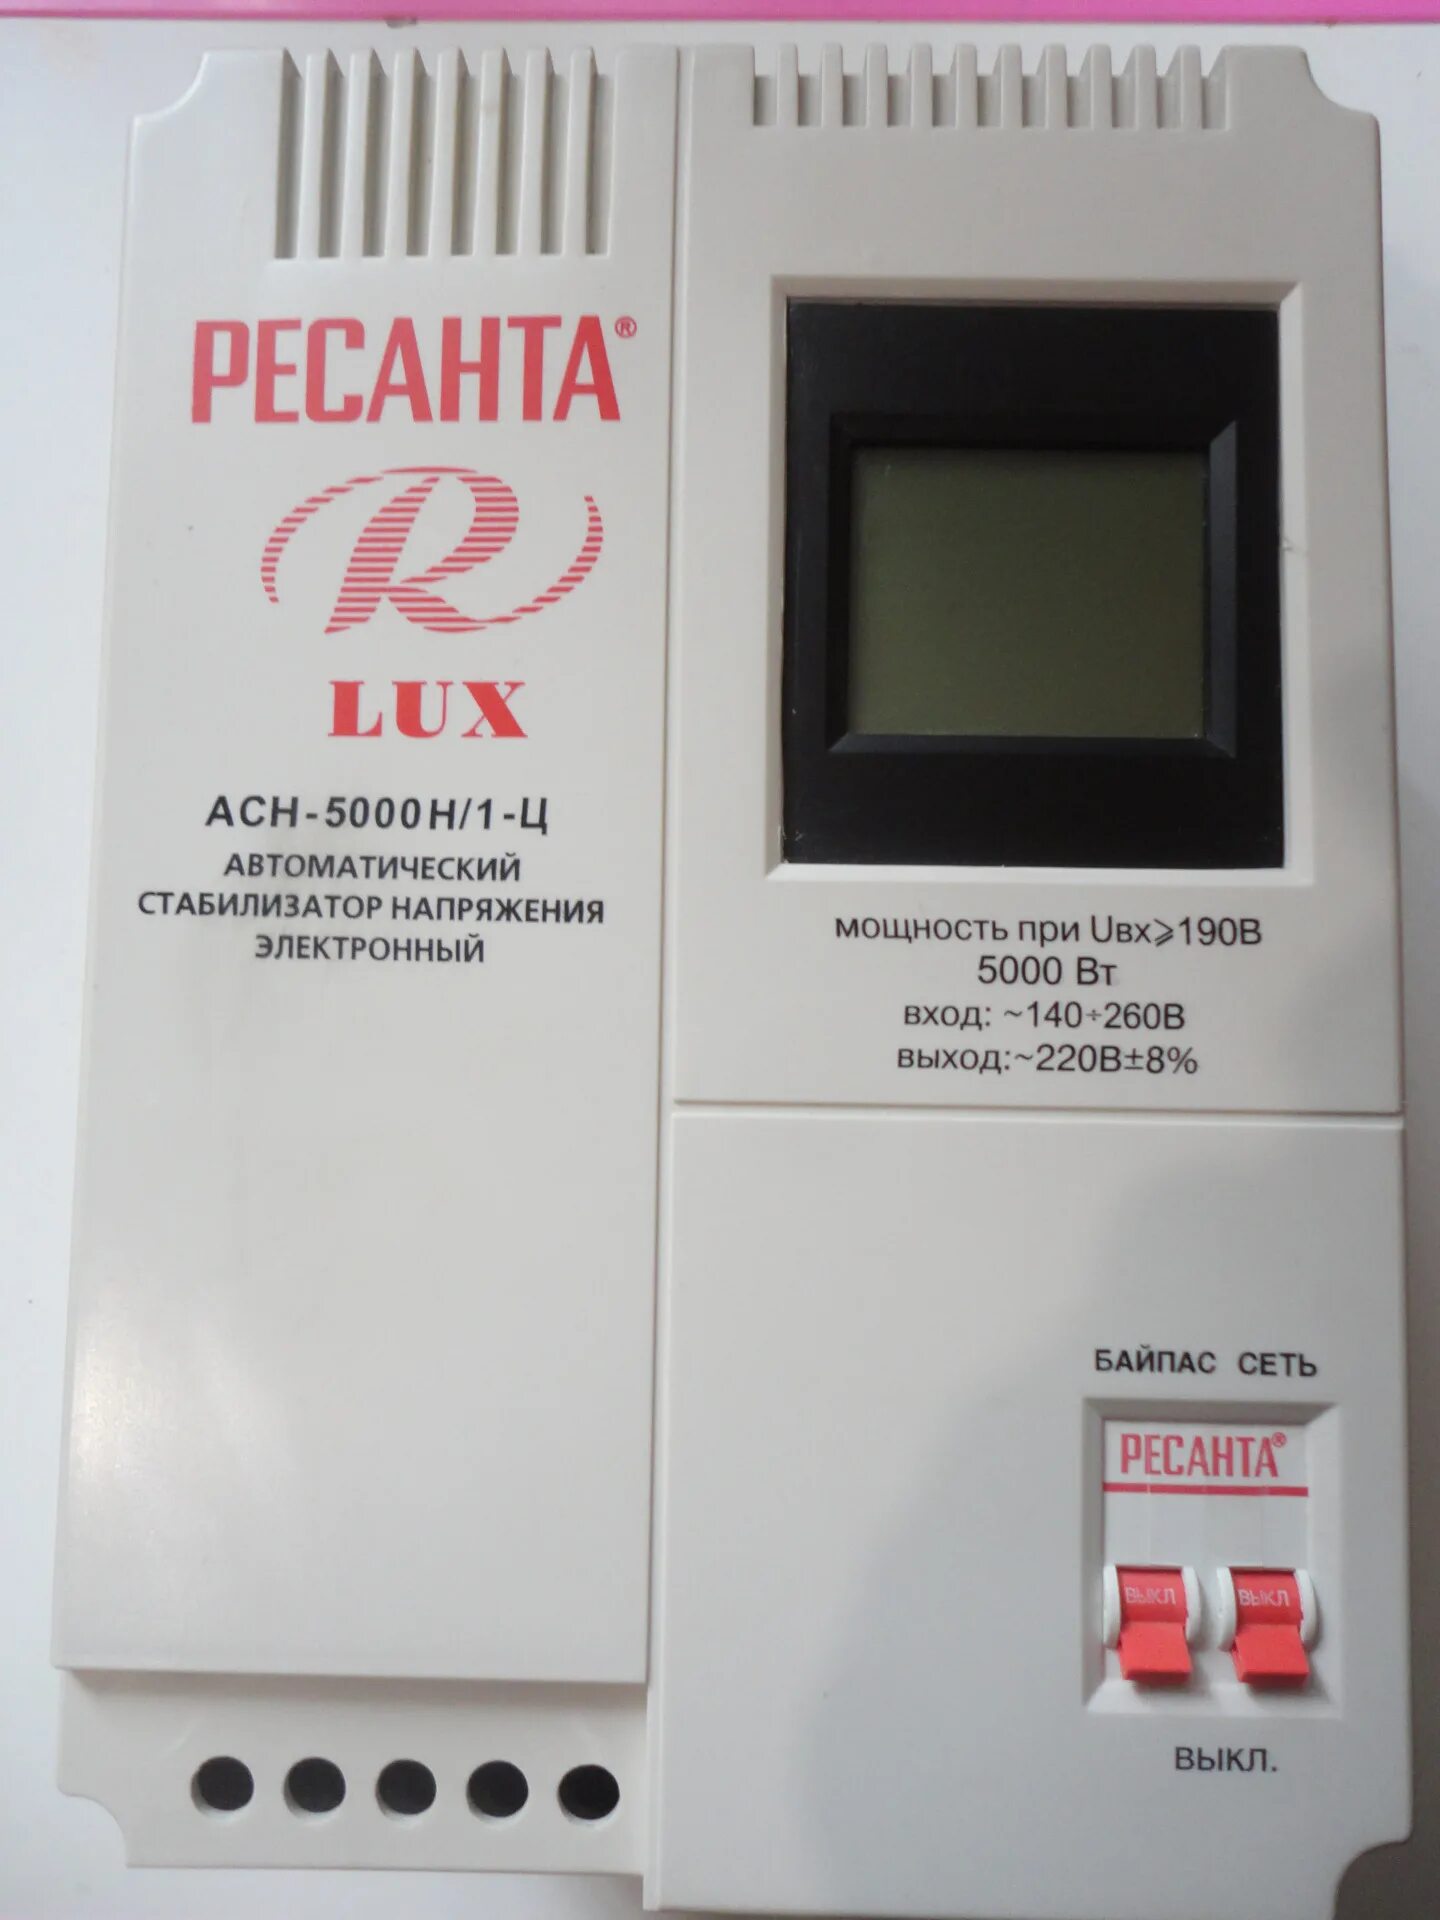 РЕСАНТА®
R
LUX
АСН-5000Н/1-Ц
АВТОМАТИЧЕСКИЙ
СТАБИЛИЗАТОР НАПРЯЖЕНИЯ
ЭЛЕКТРОННЫЙ
мощность при Uвх⩾190В
5000 Вт
вход: ~140÷260В
выход:~220В±8%
БАЙПАС СЕТЬ
РЕСАНТА®
ВЫКЛ ВЫКЛ
ВЫКЛ.